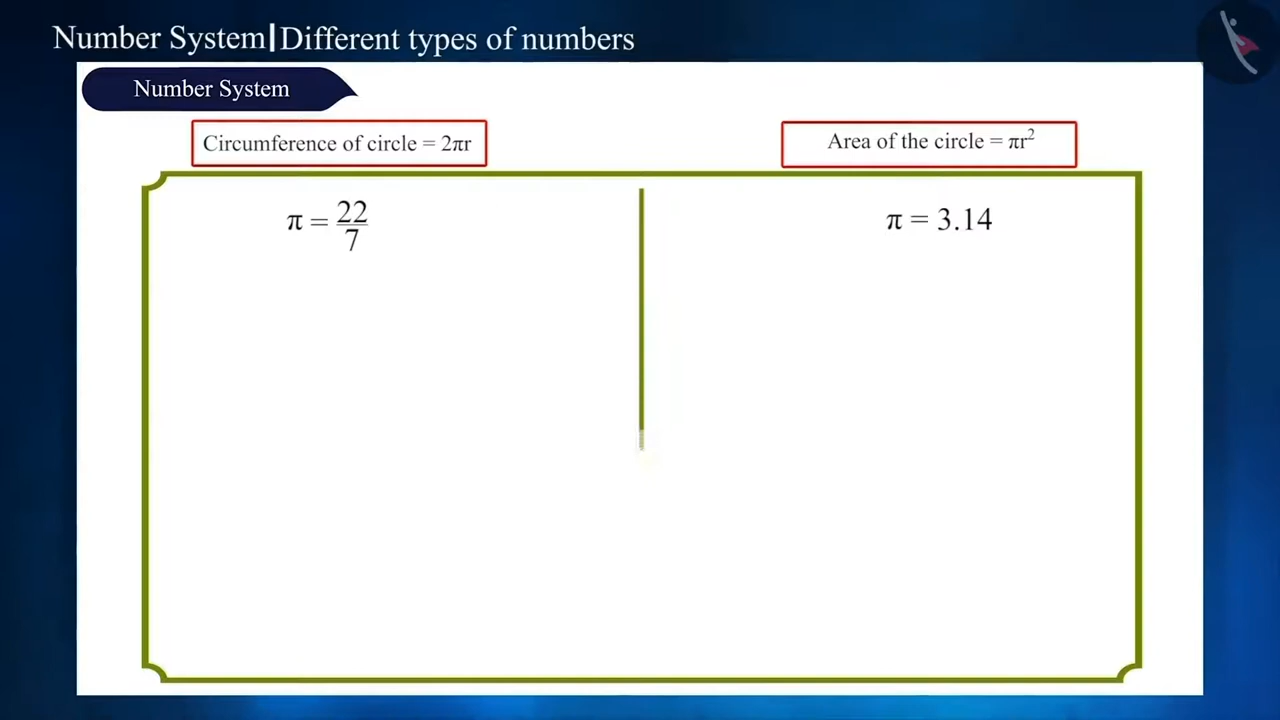 Number System|Different types of numbers
Number System
Circumference of circle = 2πr
Area of the circle = πr²
π = 22/7
π = 3.14